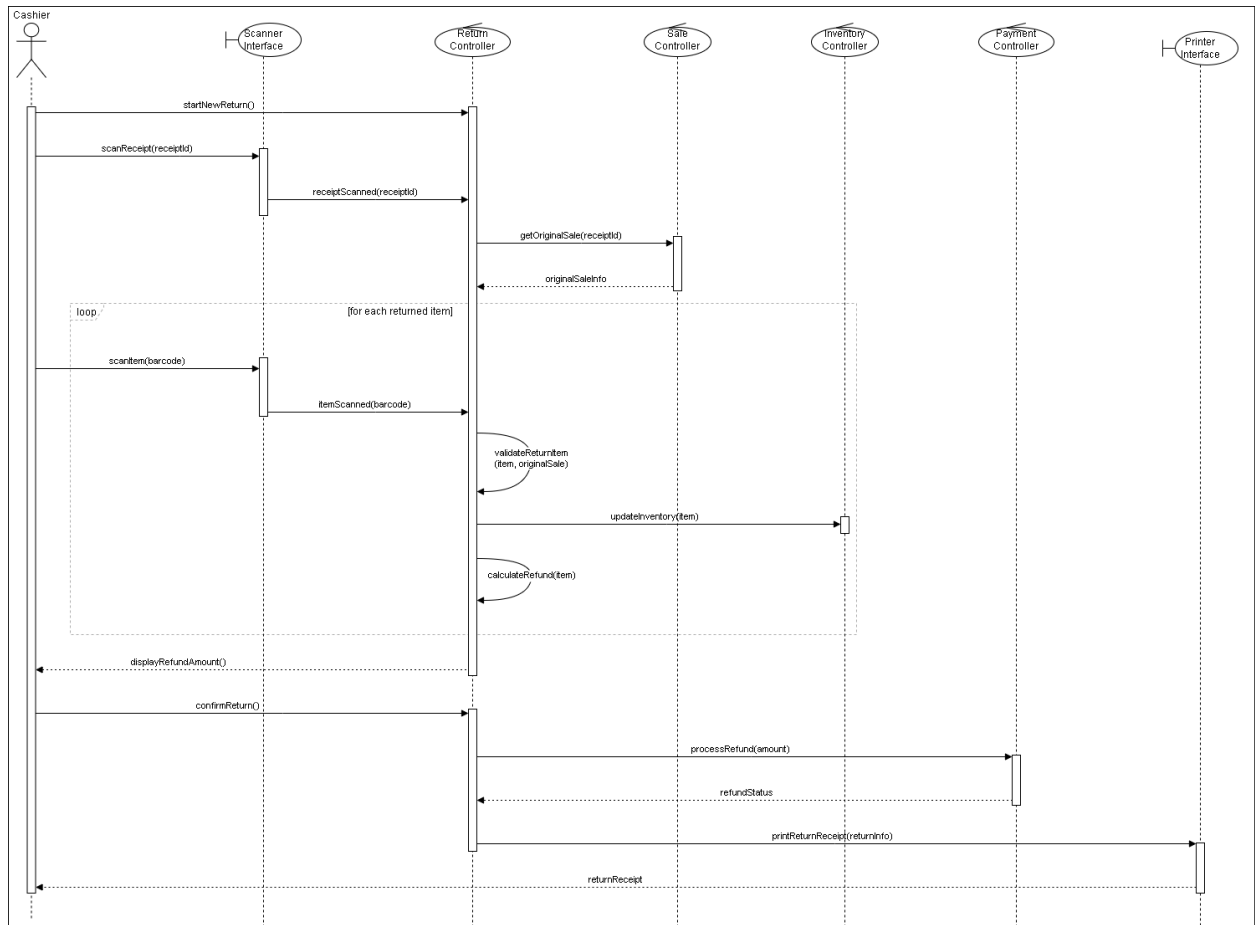 Cashier
Scanner
Interface
Return
Controller
Sale
Controller
Inventory
Controller
Payment
Controller
Printer
Interface
startNewReturn()
scanReceipt(receiptId)
receiptScanned(receiptId)
getOriginalSale(receiptId)
originalSaleInfo
loop
[for each returned item]
scanItem(barcode)
itemScanned(barcode)
validateReturnItem
(item, originalSale)
updateInventory(item)
calculateRefund(item)
displayRefundAmount()
confirmReturn()
processRefund(amount)
refundStatus
printReturnReceipt(returnInfo)
returnReceipt